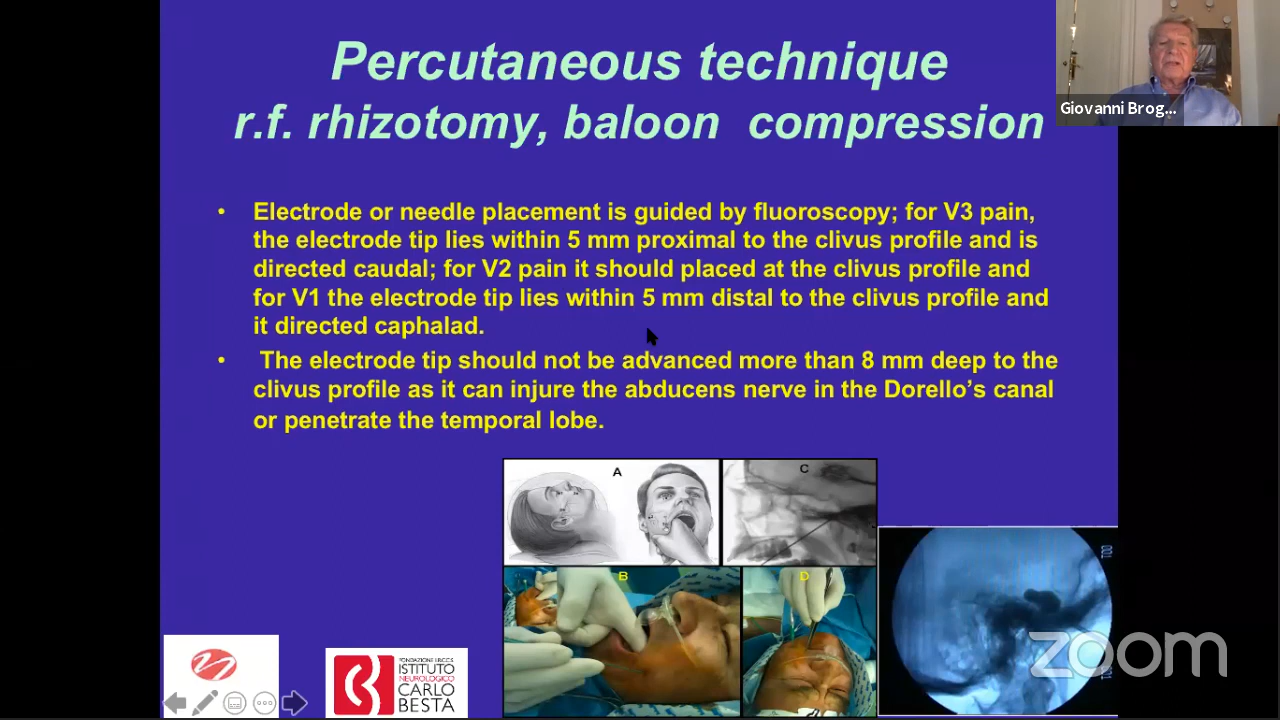 Percutaneous technique
r.f. rhizotomy, baloon compression
Giovanni Brog...
• Electrode or needle placement is guided by fluoroscopy; for V3 pain,
the electrode tip lies within 5 mm proximal to the clivus profile and is
directed caudal; for V2 pain it should placed at the clivus profile and
for V1 the electrode tip lies within 5 mm distal to the clivus profile and
it directed caphalad.
• The electrode tip should not be advanced more than 8 mm deep to the
clivus profile as it can injure the abducens nerve in the Dorello's canal
or penetrate the temporal lobe.
A
C
B
D
001
zoom
FONDAZIONE I.R.C.C.S.
ISTITUTO
NEUROLOGICO
CARLO
BESTA